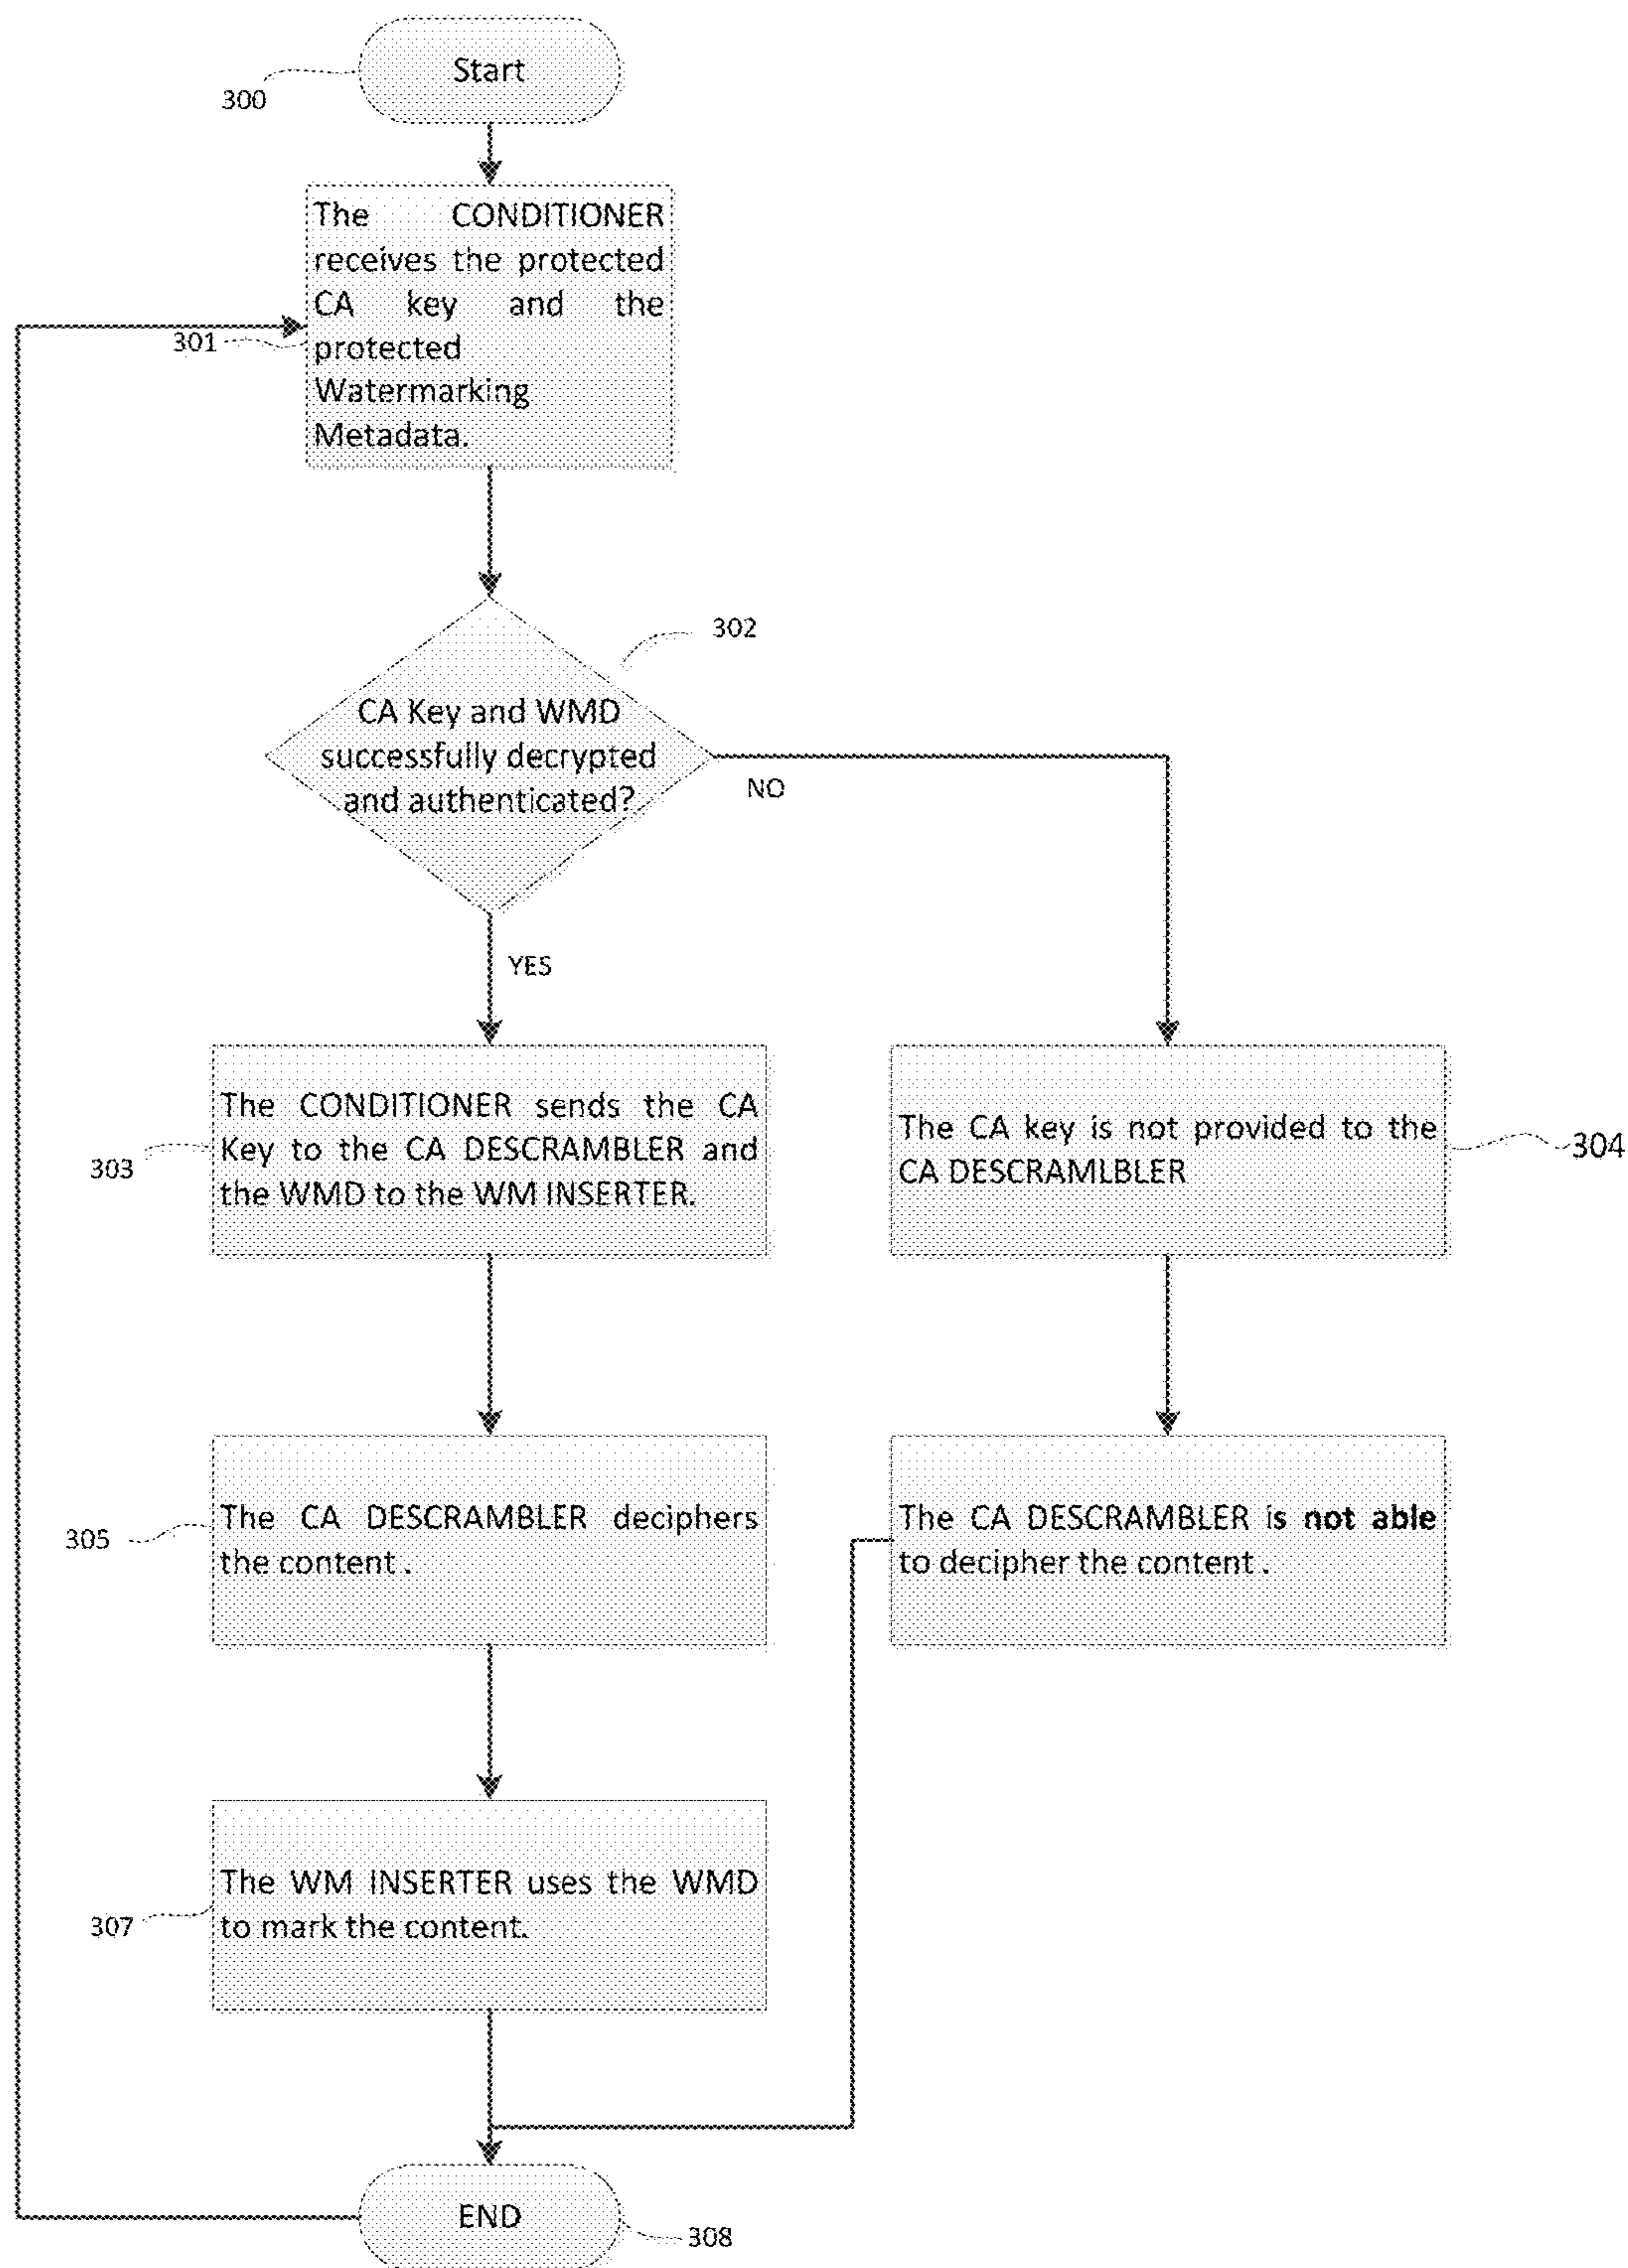 Start
300
The CONDITIONER
receives the protected
CA key and the
protected
Watermarking
Metadata.
301
302
CA Key and WMD
successfully decrypted
and authenticated?
NO
YES
The CONDITIONER sends the CA
Key to the CA DESCRAMBLER and
the WMD to the WM INSERTER.
303
The CA key is not provided to the
CA DESCRAMLBLER
304
The CA DESCRAMBLER deciphers
the content .
305
The CA DESCRAMBLER is not able
to decipher the content .
The WM INSERTER uses the WMD
to mark the content.
307
END
308